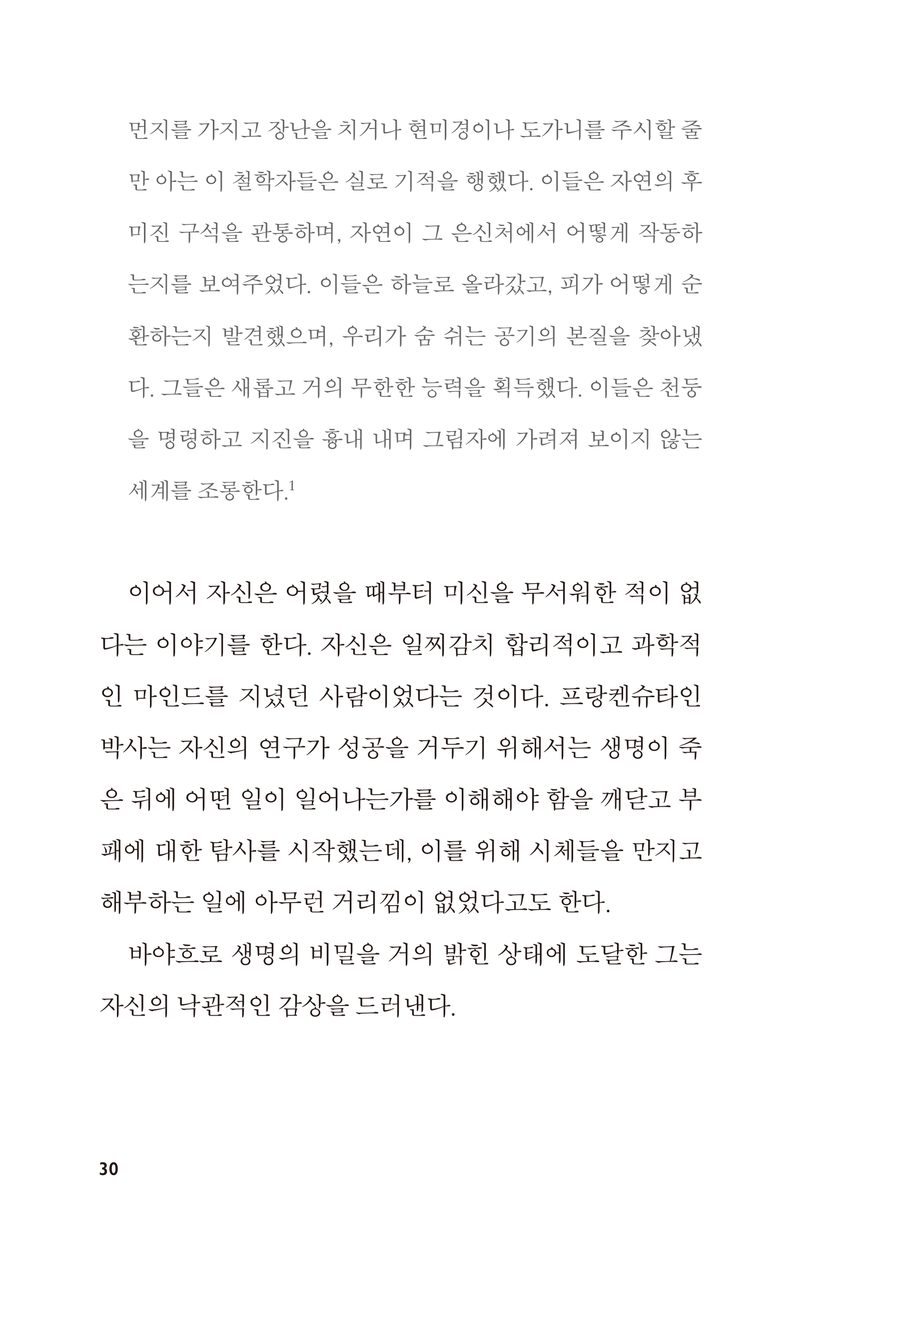 먼지를 가지고 장난을 치거나 현미경이나 도가니를 주시할 줄
만 아는 이 철학자들은 실로 기적을 행했다. 이들은 자연의 후
미진 구석을 관통하며, 자연이 그 은신처에서 어떻게 작동하
는지를 보여주었다. 이들은 하늘로 올라갔고, 피가 어떻게 순
환하는지 발견했으며, 우리가 숨 쉬는 공기의 본질을 찾아냈
다. 그들은 새롭고 거의 무한한 능력을 획득했다. 이들은 천둥
을 명령하고 지진을 흉내 내며 그림자에 가려져 보이지 않는
세계를 조롱한다.1
이어서 자신은 어렸을 때부터 미신을 무서워한 적이 없
다는 이야기를 한다. 자신은 일찌감치 합리적이고 과학적
인 마인드를 지녔던 사람이었다는 것이다. 프랑켄슈타인
박사는 자신의 연구가 성공을 거두기 위해서는 생명이 죽
은 뒤에 어떤 일이 일어나는가를 이해해야 함을 깨닫고 부
패에 대한 탐사를 시작했는데, 이를 위해 시체들을 만지고
해부하는 일에 아무런 거리낌이 없었다고도 한다.
바야흐로 생명의 비밀을 거의 밝힌 상태에 도달한 그는
자신의 낙관적인 감상을 드러낸다.
30